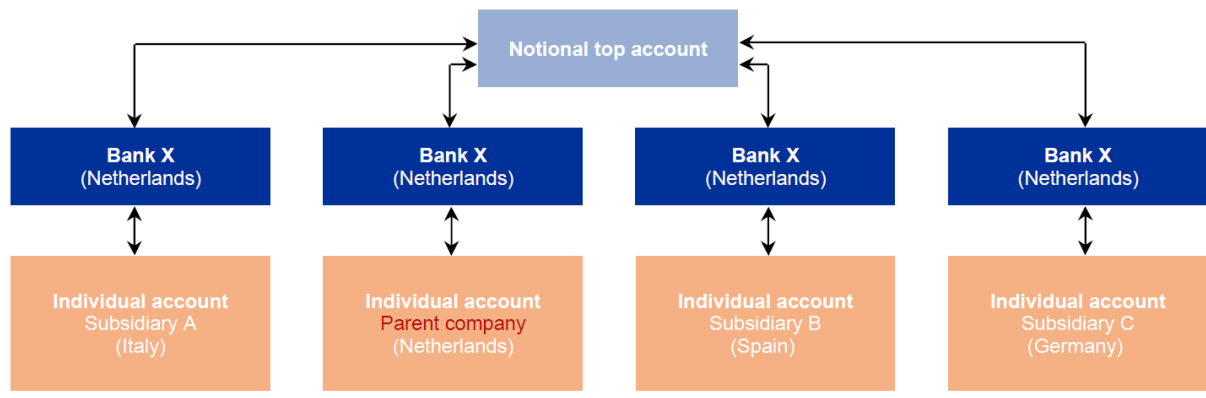 Notional top account
Bank X
(Netherlands)
Bank X
(Netherlands)
Bank X
(Netherlands)
Bank X
(Netherlands)
Individual account
Subsidiary A
(Italy)
Individual account
Parent company
(Netherlands)
Individual account
Subsidiary B
(Spain)
Individual account
Subsidiary C
(Germany)